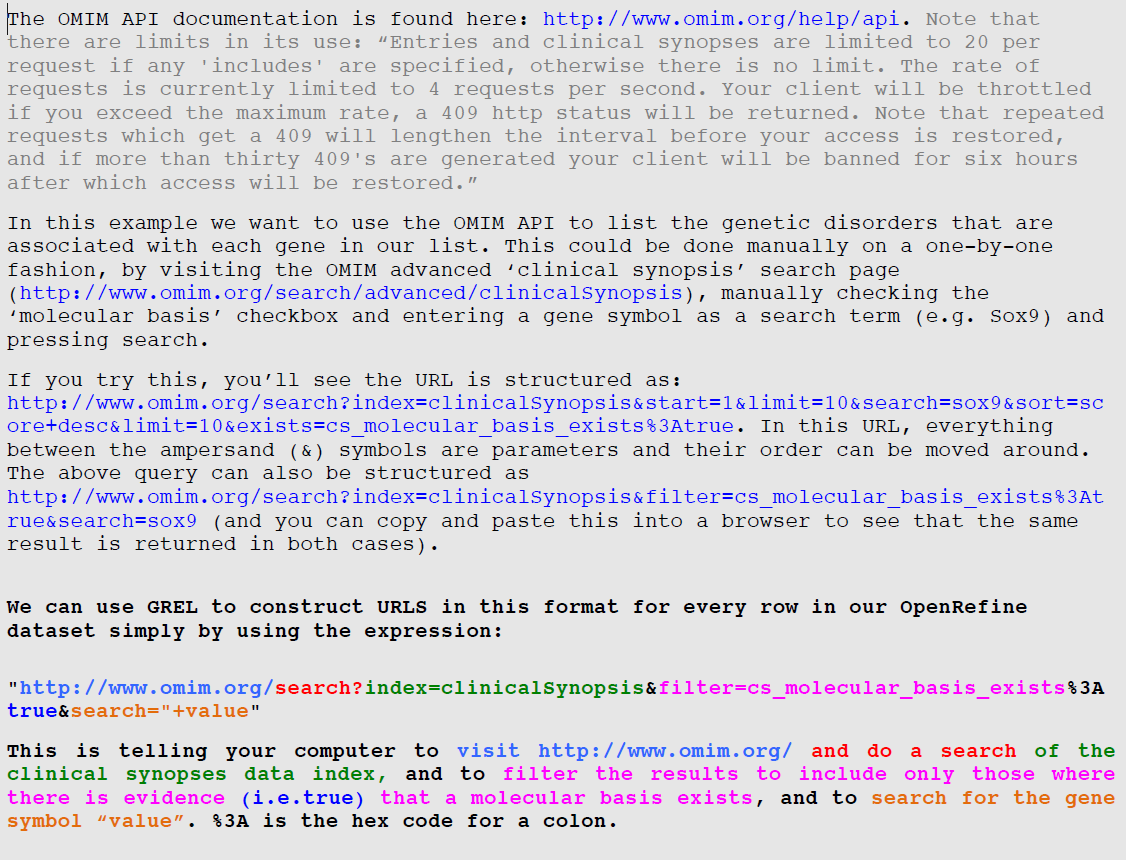 The OMIM API documentation is found here: http://www.omim.org/help/api. Note that
there are limits in its use: “Entries and clinical synopses are limited to 20 per
request if any 'includes' are specified, otherwise there is no limit. The rate of
requests is currently limited to 4 requests per second. Your client will be throttled
if you exceed the maximum rate, a 409 http status will be returned. Note that repeated
requests which get a 409 will lengthen the interval before your access is restored,
and if more than thirty 409's are generated your client will be banned for six hours
after which access will be restored.”
In this example we want to use the OMIM API to list the genetic disorders that are
associated with each gene in our list. This could be done manually on a one-by-one
fashion, by visiting the OMIM advanced ‘clinical synopsis’ search page
(http://www.omim.org/search/advanced/clinicalSynopsis), manually checking the
‘molecular basis’ checkbox and entering a gene symbol as a search term (e.g. Sox9) and
pressing search.
If you try this, you’ll see the URL is structured as:
http://www.omim.org/search?index=clinicalSynopsis&start=1&limit=10&search=sox9&sort=sc
ore+desc&limit=10&exists=cs_molecular_basis_exists%3Atrue. In this URL, everything
between the ampersand (&) symbols are parameters and their order can be moved around.
The above query can also be structured as
http://www.omim.org/search?index=clinicalSynopsis&filter=cs_molecular_basis_exists%3At
rue&search=sox9 (and you can copy and paste this into a browser to see that the same
result is returned in both cases).
We can use GREL to construct URLS in this format for every row in our OpenRefine
dataset simply by using the expression:
"http://www.omim.org/search?index=clinicalSynopsis&filter=cs_molecular_basis_exists%3A
true&search="+value"
This is telling your computer to visit http://www.omim.org/ and do a search of the
clinical synopses data index, and to filter the results to include only those where
there is evidence (i.e.true) that a molecular basis exists, and to search for the gene
symbol “value”. %3A is the hex code for a colon.